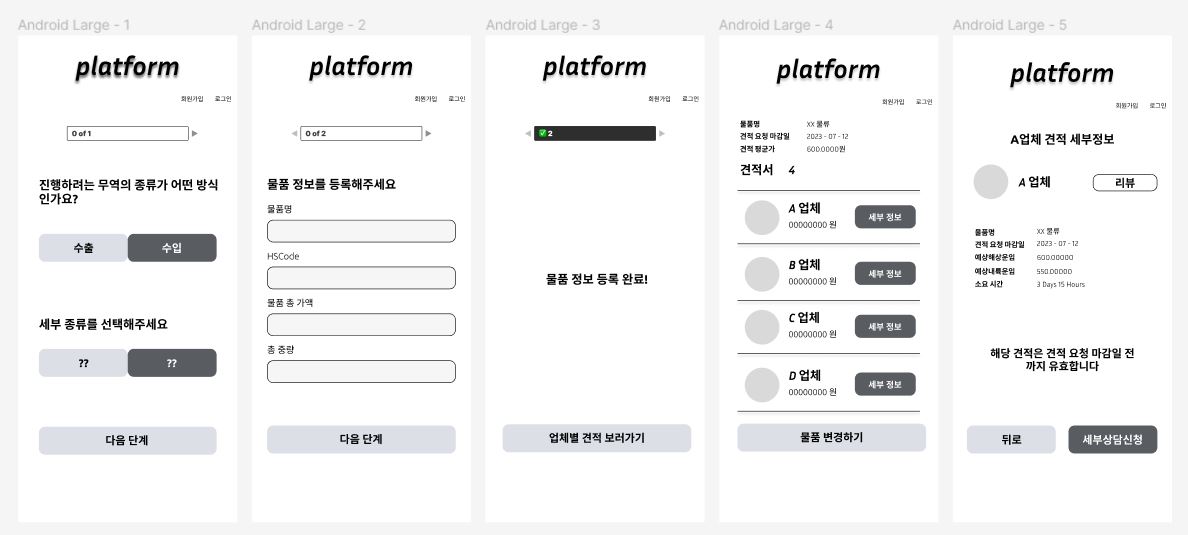 Android Large - 1
platform
회원가입 로그인
0 of 1
진행하려는 무역의 종류가 어떤 방식
인가요?
수출 수입
세부 종류를 선택해주세요
?? ??
다음 단계
Android Large - 2
platform
회원가입 로그인
0 of 2
물품 정보를 등록해주세요
물품명
HSCode
물품 총 가액
총 중량
다음 단계
Android Large - 3
platform
회원가입 로그인
✅ 2
물품 정보 등록 완료!
업체별 견적 보러가기
Android Large - 4
platform
회원가입 로그인
물품명 XX 물류
견적 요청 마감일 2023 - 07 - 12
견적 평균가 600.0000원
견적서 4
A 업체
00000000 원
세부 정보
B 업체
00000000 원
세부 정보
C 업체
00000000 원
세부 정보
D 업체
00000000 원
세부 정보
물품 변경하기
Android Large - 5
platform
회원가입 로그인
A업체 견적 세부정보
A 업체 리뷰
물품명 XX 물류
견적 요청 마감일 2023 - 07 - 12
예상해상운임 600.00000
예상내륙운임 550.00000
소요 시간 3 Days 15 Hours
해당 견적은 견적 요청 마감일 전
까지 유효합니다
뒤로 세부상담신청